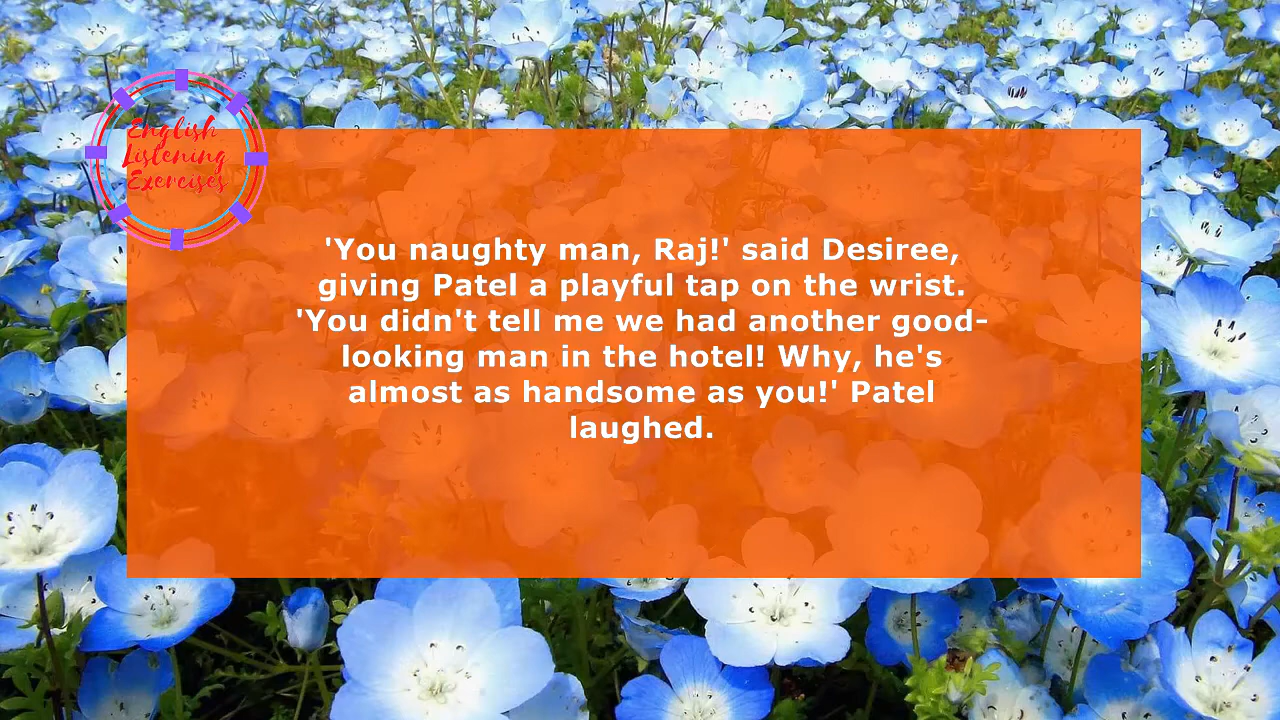 English
Listening
Exercises
'You naughty man, Raj!' said Desiree,
giving Patel a playful tap on the wrist.
'You didn't tell me we had another good-
looking man in the hotel! Why, he's
almost as handsome as you!' Patel
laughed.